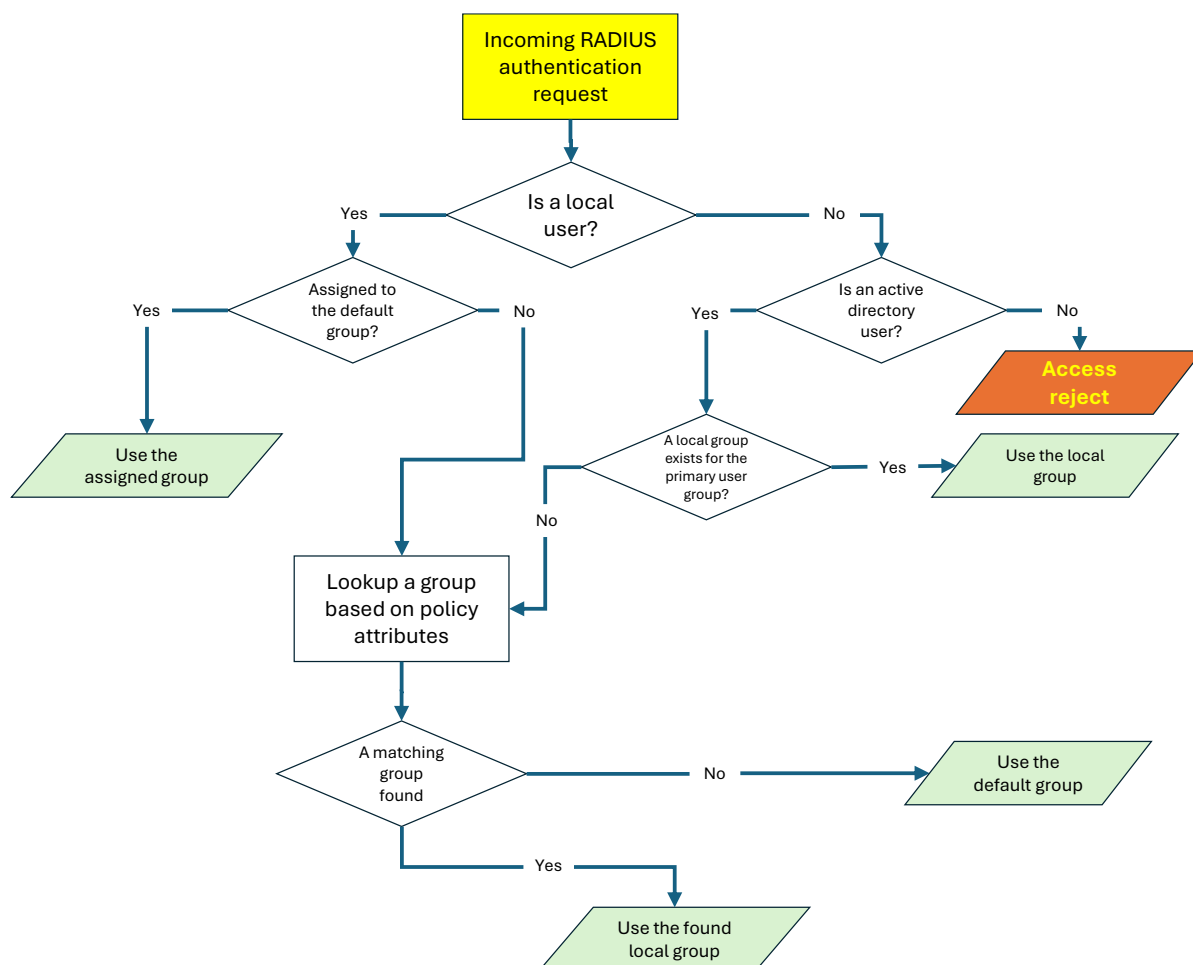 Incoming RADIUS
authentication
request
Is a local
user?
Yes
No
Assigned to
the default
group?
Is an active
directory
user?
Yes
No
Yes
No
Access
reject
Use the
assigned group
A local group
exists for the
primary user
group?
Yes
Use the local
group
No
Lookup a group
based on policy
attributes
A matching
group
found
No
Use the
default group
Yes
Use the found
local group